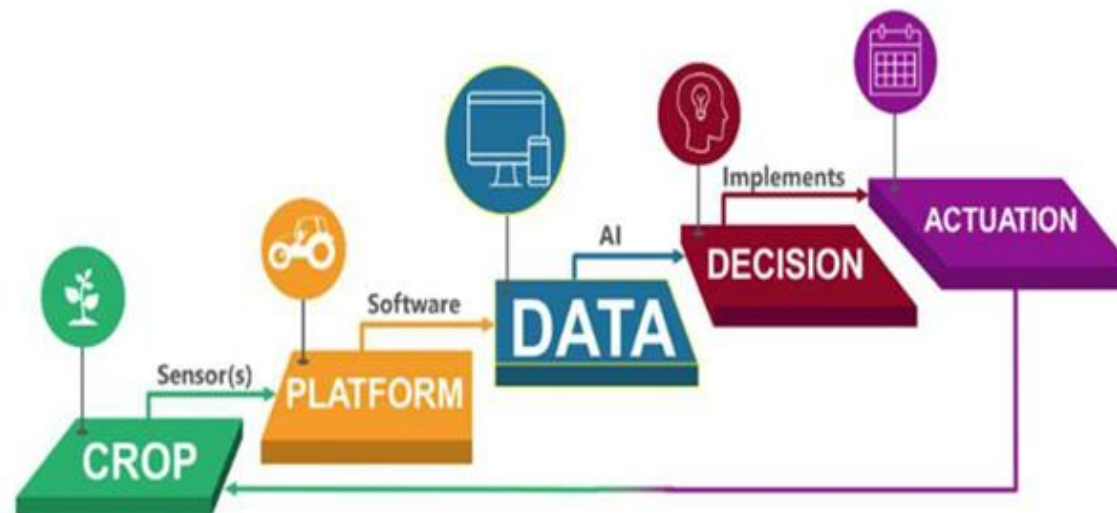 CROP
Sensor(s)
PLATFORM
Software
DATA
AI
DECISION
Implements
ACTUATION